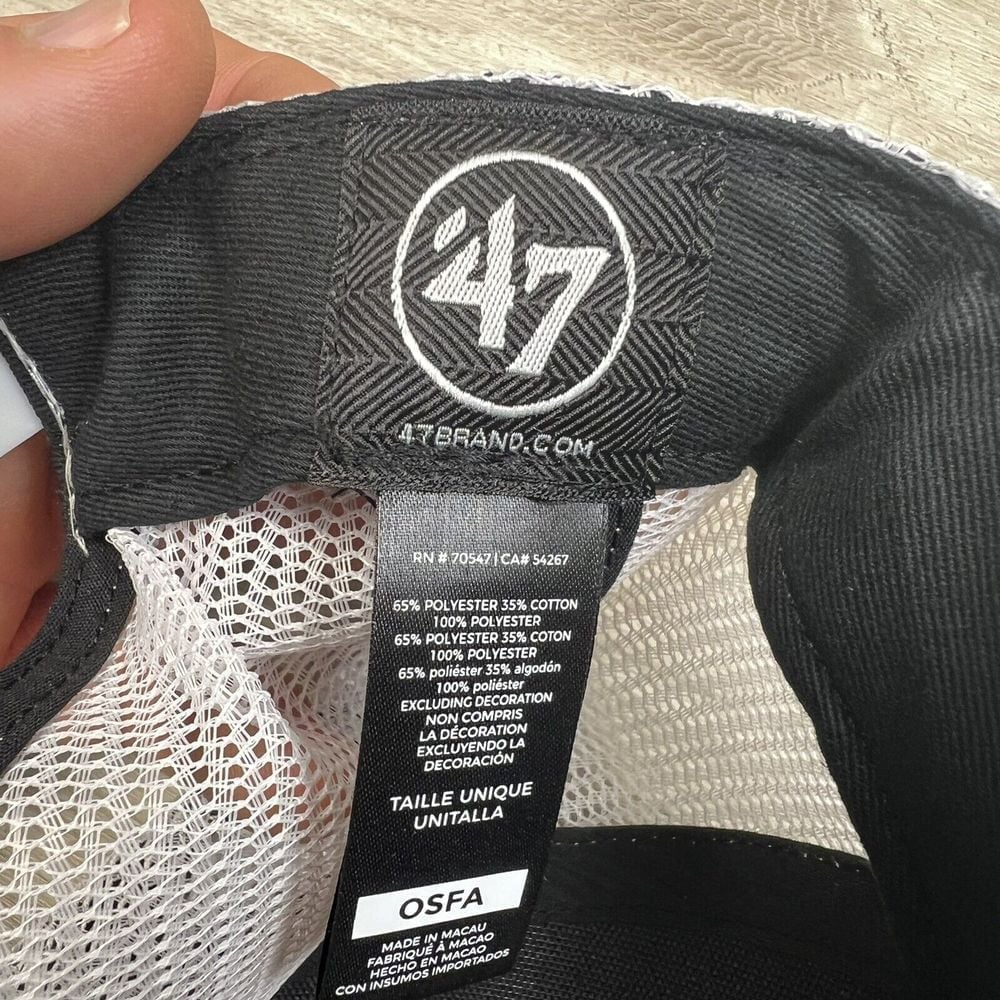 '47
47BRAND.COM
RN # 70547 | CA# 54267
65% POLYESTER 35% COTTON
100% POLYESTER
65% POLYESTER 35% COTON
100% POLYESTER
65% poliéster 35% algodón
100% poliéster
EXCLUDING DECORATION
NON COMPRIS
LA DÉCORATION
EXCLUYENDO LA
DECORACIÓN
TAILLE UNIQUE
UNITALLA
OSFA
MADE IN MACAU
FABRIQUÉ À MACAO
HECHO EN MACAO
CON INSUMOS IMPORTADOS